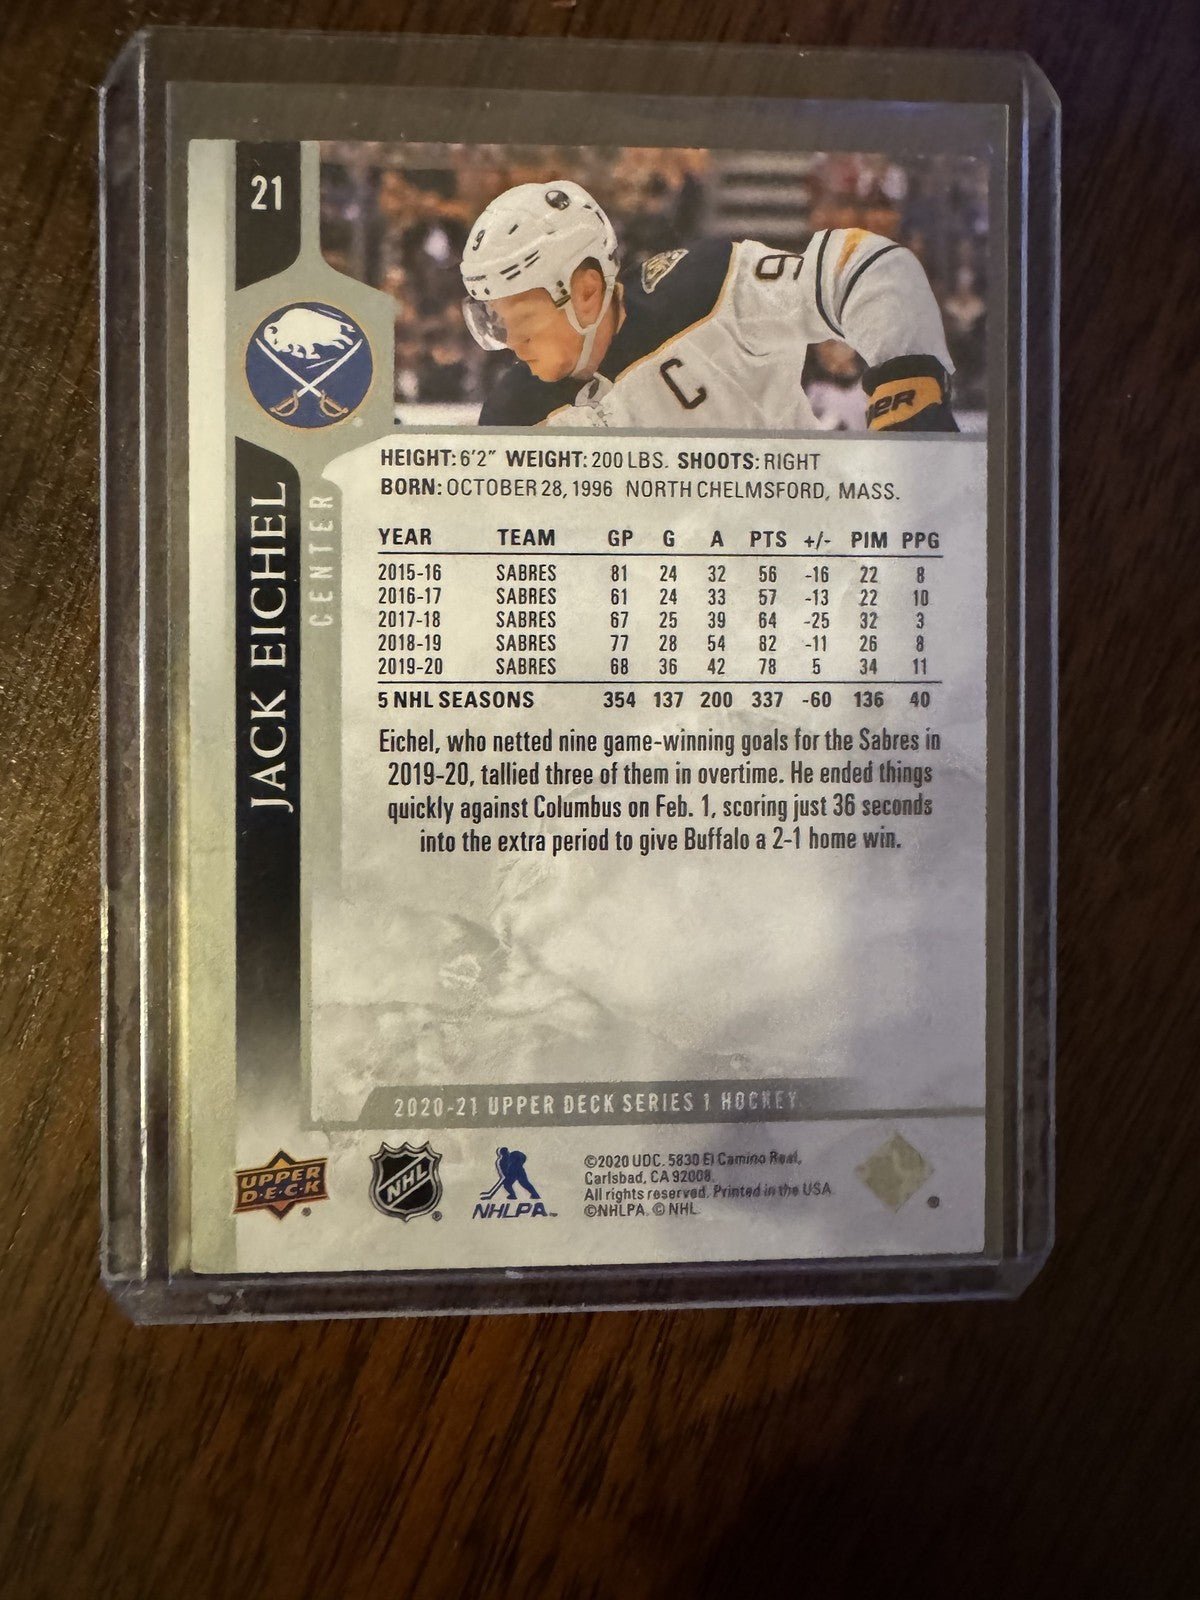 21
9
9
C
JACK EICHEL
CENTER
HEIGHT: 6'2" WEIGHT: 200 LBS. SHOOTS: RIGHT
BORN: OCTOBER 28, 1996 NORTH CHELMSFORD, MASS.
YEAR TEAM GP G A PTS +/- PIM PPG
2015-16 SABRES 81 24 32 56 -16 22 8
2016-17 SABRES 61 24 33 57 -13 22 10
2017-18 SABRES 67 25 39 64 -25 32 3
2018-19 SABRES 77 28 54 82 -11 26 8
2019-20 SABRES 68 36 42 78 5 34 11
5 NHL SEASONS 354 137 200 337 -60 136 40
Eichel, who netted nine game-winning goals for the Sabres in
2019-20, tallied three of them in overtime. He ended things
quickly against Columbus on Feb. 1, scoring just 36 seconds
into the extra period to give Buffalo a 2-1 home win.
2020-21 UPPER DECK SERIES 1 HOCKEY
UPPER
DECK
NHL
NHLPA
©2020 UDC. 5830 El Camino Real,
Carlsbad, CA 92008.
All rights reserved. Printed in the USA
©NHLPA. © NHL